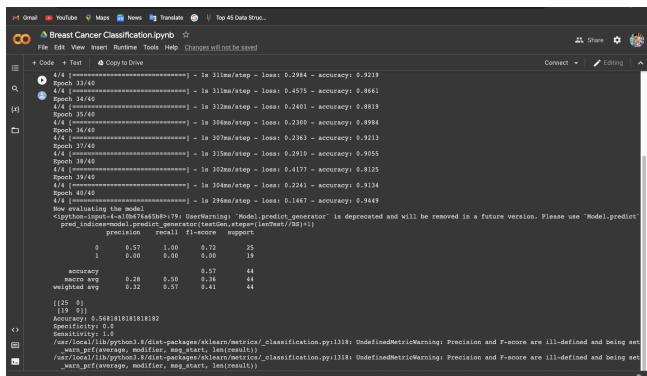 Gmail YouTube Maps News Translate Top 45 Data Struc...
Breast Cancer Classification.ipynb
Share
File Edit View Insert Runtime Tools Help Changes will not be saved
+ Code + Text Copy to Drive Connect Editing
4/4 [==============================] - 1s 311ms/step - loss: 0.2984 - accuracy: 0.9219
Epoch 33/40
4/4 [==============================] - 1s 311ms/step - loss: 0.4575 - accuracy: 0.8661
Epoch 34/40
4/4 [==============================] - 1s 312ms/step - loss: 0.2401 - accuracy: 0.8819
Epoch 35/40
4/4 [==============================] - 1s 306ms/step - loss: 0.2300 - accuracy: 0.8984
Epoch 36/40
4/4 [==============================] - 1s 307ms/step - loss: 0.2363 - accuracy: 0.9213
Epoch 37/40
4/4 [==============================] - 1s 315ms/step - loss: 0.2910 - accuracy: 0.9055
Epoch 38/40
4/4 [==============================] - 1s 302ms/step - loss: 0.4177 - accuracy: 0.8125
Epoch 39/40
4/4 [==============================] - 1s 304ms/step - loss: 0.2241 - accuracy: 0.9134
Epoch 40/40
4/4 [==============================] - 1s 296ms/step - loss: 0.1467 - accuracy: 0.9449
Now evaluating the model
<ipython-input-4-a10b676a65b8>:79: UserWarning: `Model.predict_generator` is deprecated and will be removed in a future version. Please use `Model.predict`
pred_indices=model.predict_generator(testGen,steps=(lenTest//BS)+1)
precision recall f1-score support
0 0.57 1.00 0.72 25
1 0.00 0.00 0.00 19
accuracy 0.57 44
macro avg 0.28 0.50 0.36 44
weighted avg 0.32 0.57 0.41 44
[[25 0]
[19 0]]
Accuracy: 0.5681818181818182
Specificity: 0.0
Sensitivity: 1.0
/usr/local/lib/python3.8/dist-packages/sklearn/metrics/_classification.py:1318: UndefinedMetricWarning: Precision and F-score are ill-defined and being set
_warn_prf(average, modifier, msg_start, len(result))
/usr/local/lib/python3.8/dist-packages/sklearn/metrics/_classification.py:1318: UndefinedMetricWarning: Precision and F-score are ill-defined and being set
_warn_prf(average, modifier, msg_start, len(result))